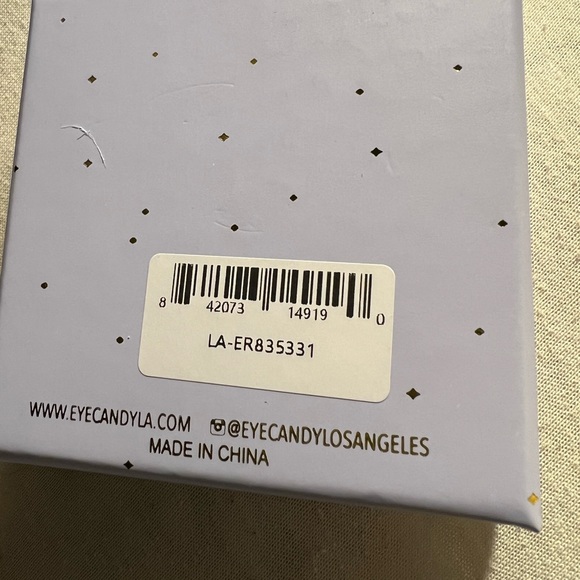 8 42073 14919 0
LA-ER835331
WWW.EYECANDYLA.COM @EYECANDYLOSANGELES
MADE IN CHINA